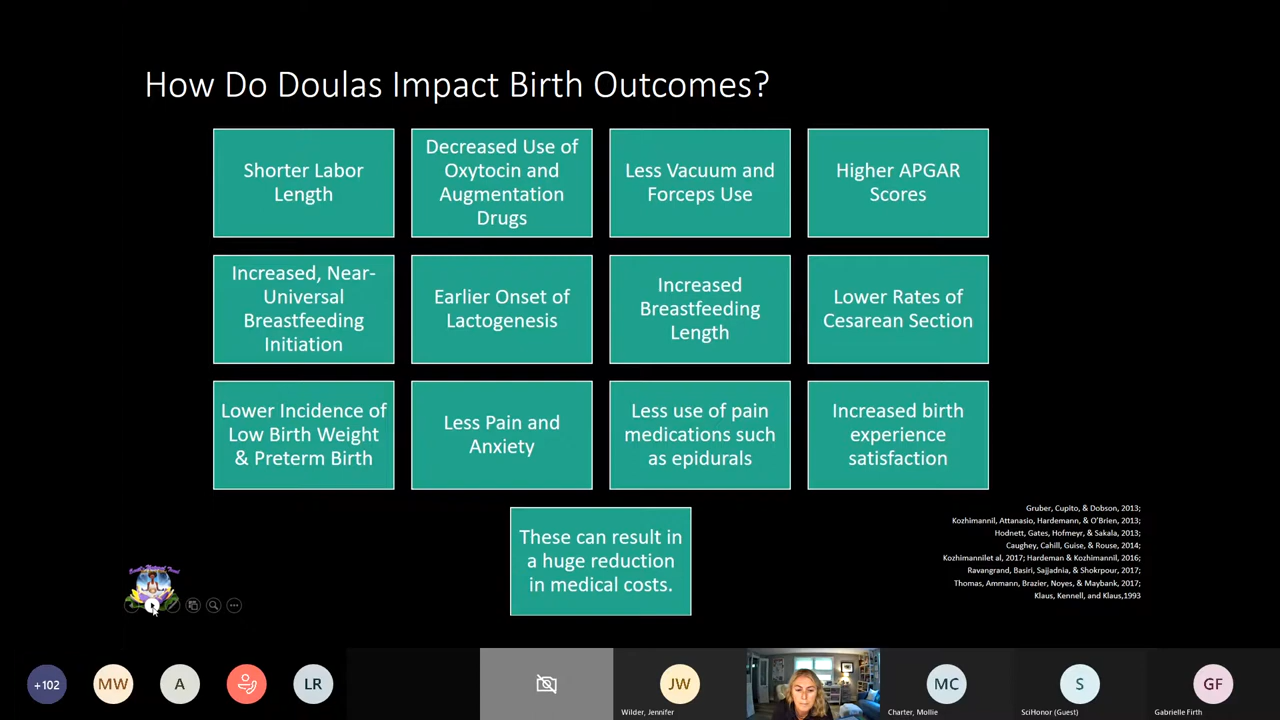 How Do Doulas Impact Birth Outcomes?
Shorter Labor
Length
Decreased Use of
Oxytocin and
Augmentation
Drugs
Less Vacuum and
Forceps Use
Higher APGAR
Scores
Increased, Near-
Universal
Breastfeeding
Initiation
Earlier Onset of
Lactogenesis
Increased
Breastfeeding
Length
Lower Rates of
Cesarean Section
Lower Incidence of
Low Birth Weight
& Preterm Birth
Less Pain and
Anxiety
Less use of pain
medications such
as epidurals
Increased birth
experience
satisfaction
These can result in
a huge reduction
in medical costs.
Gruber, Cupito, & Dobson, 2013;
Kozhimannil, Attanasio, Hardemann, & O'Brien, 2013;
Hodnett, Gates, Hofmeyr, & Sakala, 2013;
Caughey, Cahill, Guise, & Rouse, 2014;
Kozhimannilet al, 2017; Hardeman & Kozhimannil, 2016;
Ravangrand, Basiri, Sajjadnia, & Shokrpour, 2017;
Thomas, Ammann, Brazier, Noyes, & Maybank, 2017;
Klaus, Kennell, and Klaus,1993
+102
MW
A
LR
JW
Wilder, Jennifer
MC
Charter, Mollie
S
SciHonor (Guest)
GF
Gabrielle Firth